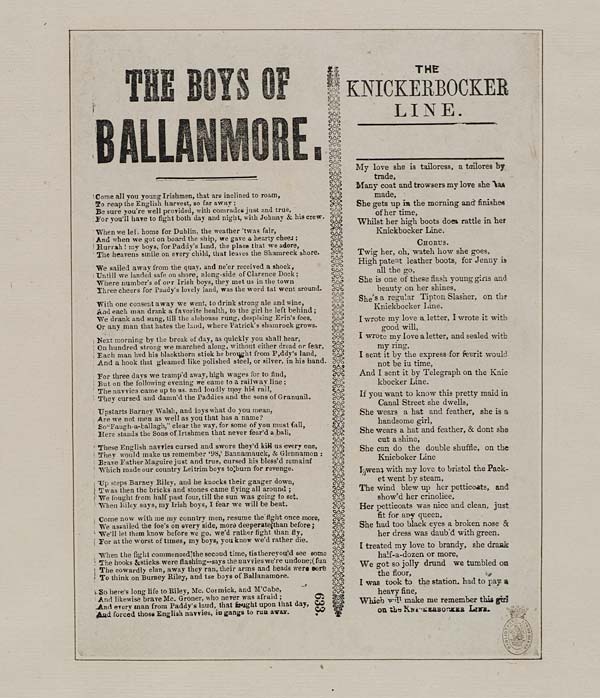 THE BOYS OF
BALLANMORE.
Come all you young Irishmen, that are inclined to roam,
To reap the English harvest, so far away;
Be sure you're well provided, with comrades just and true,
For you'll have to fight both day and night, with Johnny & his crew.
When we left home for Dublin, the weather 'twas fair,
And when we got on board the ship, we gave a hearty cheer;
Hurrah! my boys, for Paddy's land, the place that we adore,
The heavens smile on every child, that leaves the Shamrock shore.
We sailed away from the quay, and ne'er received a shock,
Untill we landed safe on shore, along-side of Clarence Dock;
Where number's of our Irish boys, they met us in the town
Three cheers for Paddy's lovely land, was the word tat went around.
With one consent away we went, to drink strong ale and wine,
And each man drank a favorite health, to the girl he left behind;
We drank and sung, till the alehouse rung, desplsing Erin's foes,
Or any man that hates the land, where Patrick's shamrock grows.
Next morning by the break of day, as quickly you shall hear,
On hundred strong we marched along, without either dread or fear,
Each man had his blackthorn stick he brought from P,ddy's land,
And a hook that gleamed like polished steel, or silver, in his hand.
For three days we tramp'd away, high wages for to find,
But on the following evening we came to a railway line;
The navvies came up to us. and loudly they did rail,
They cursed and damn'd the Paddies and the sons of Granuail.
Upstarts Barney Walsh, and says what do you mean,
Are we not men as well as you that has a name?
So "Faugh-a-ballagh," clear the way, for some of you must fall,
Here stands the Sons of Irishmen that never fear'd a ball,
These English navvies cursed and swore they'd kill us every one,
They would make us remember '98,' Bannamauck, & Glennamon:
Brave Father Maguire just and true, cursed his bless'd remains
Which made our country Leitrim boys to burn for revenge.
Up steps Barney Riley, and he knocks their ganger down,
T was then the bricks and stones came flying all around;
We fought from half past four, till the sun was going to set,
When Riley says, my Irish boys, I fear we will be beat.
Come now with me my country men, resume the fight once more,
We assailed the foe's on every side, more desperate than before;
We'll let them know before we go, we'd rather fight than fly,
For at the worst of times, my boys, you know we'd rather die.
When the fight commenced the second time, tis there you'd see some fun
The hooks & sticks were flashing—says the navvies we're undone;
The cowardly clan, away they ran, their arms and heads were sore
To think on Burney Riley, and tae boys of Ballanamore.
So here's long life to Riley, Mc. Cormick, and M'Cabe,
And likewise brave Mc. Groner, who never was afraid;
And every man from Paddy's laud, that fought upon that day,
And forced those English navvies, in gangs to run away.
633.
THE
KNICKERBOCKER
LINE.
My love she is tailoress, a tailores by
trade,
Many coat and trowsers my love she has
made,
She gets up in the morning and finishes
of her time,
Whilst her high boots does rattle in her
Knickbocker Line.
CHORUS.
Twig her, oh, watch how she goes,
High patent leather boots, for Jenny is
all the go,
She is one of these flash young girls and
beauty on her shines,
She's a regular Tipton Slasher, on the
Knickbocker Line.
I wrote my love a letter, I wrote it with
good will,
I wrote my love a letter, and sealed with
my ring,
I sent it by the express for fear it would
not be in time,
And I sent it by Telegraph on the Knic
kbocker Line.
If you want to know this pretty maid in
Canal Street she dwells,
She wears a hat and feather, she is a
handsome girl,
She wears a hat and feather, & dont she
cut a shine,
She can do the double shuffle, on the
Knicboker Line
I went with my love to bristol the Pack-
et went by steam,
The wind blew up her petticoats, and
show'd her crinoliee,
Her petticoats was nice and clean, just
fit for any queen.
She had too black eyes a broken nose &
her dress was daub'd with green.
I treated my love to brandy, she drank
half-a-dozen or more,
We got so jolly drund we tumbled on
the floor,
I was took to the station. had to pay a
heavy fine,
Which will make me remember this girl
on the KNICKERBOCKER LINE.